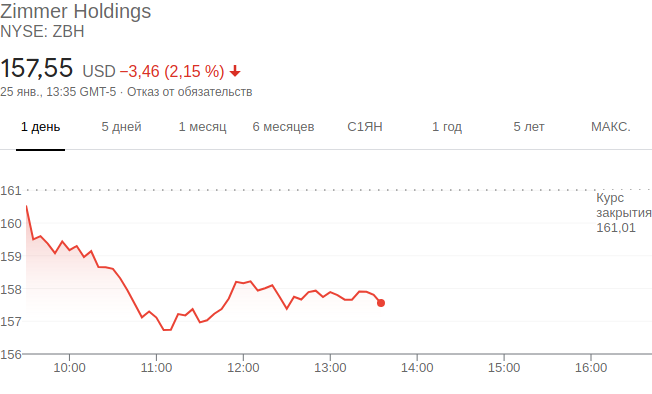 Zimmer Holdings
NYSE: ZBH
157,55 USD −3,46 (2,15 %)
25 янв., 13:35 GMT-5 · Отказ от обязательств
1 день 5 дней 1 месяц 6 месяцев С1ЯН 1 год 5 лет МАКС.
161
Курс
закрытия
161,01
160
159
158
157
156
10:00 11:00 12:00 13:00 14:00 15:00 16:00